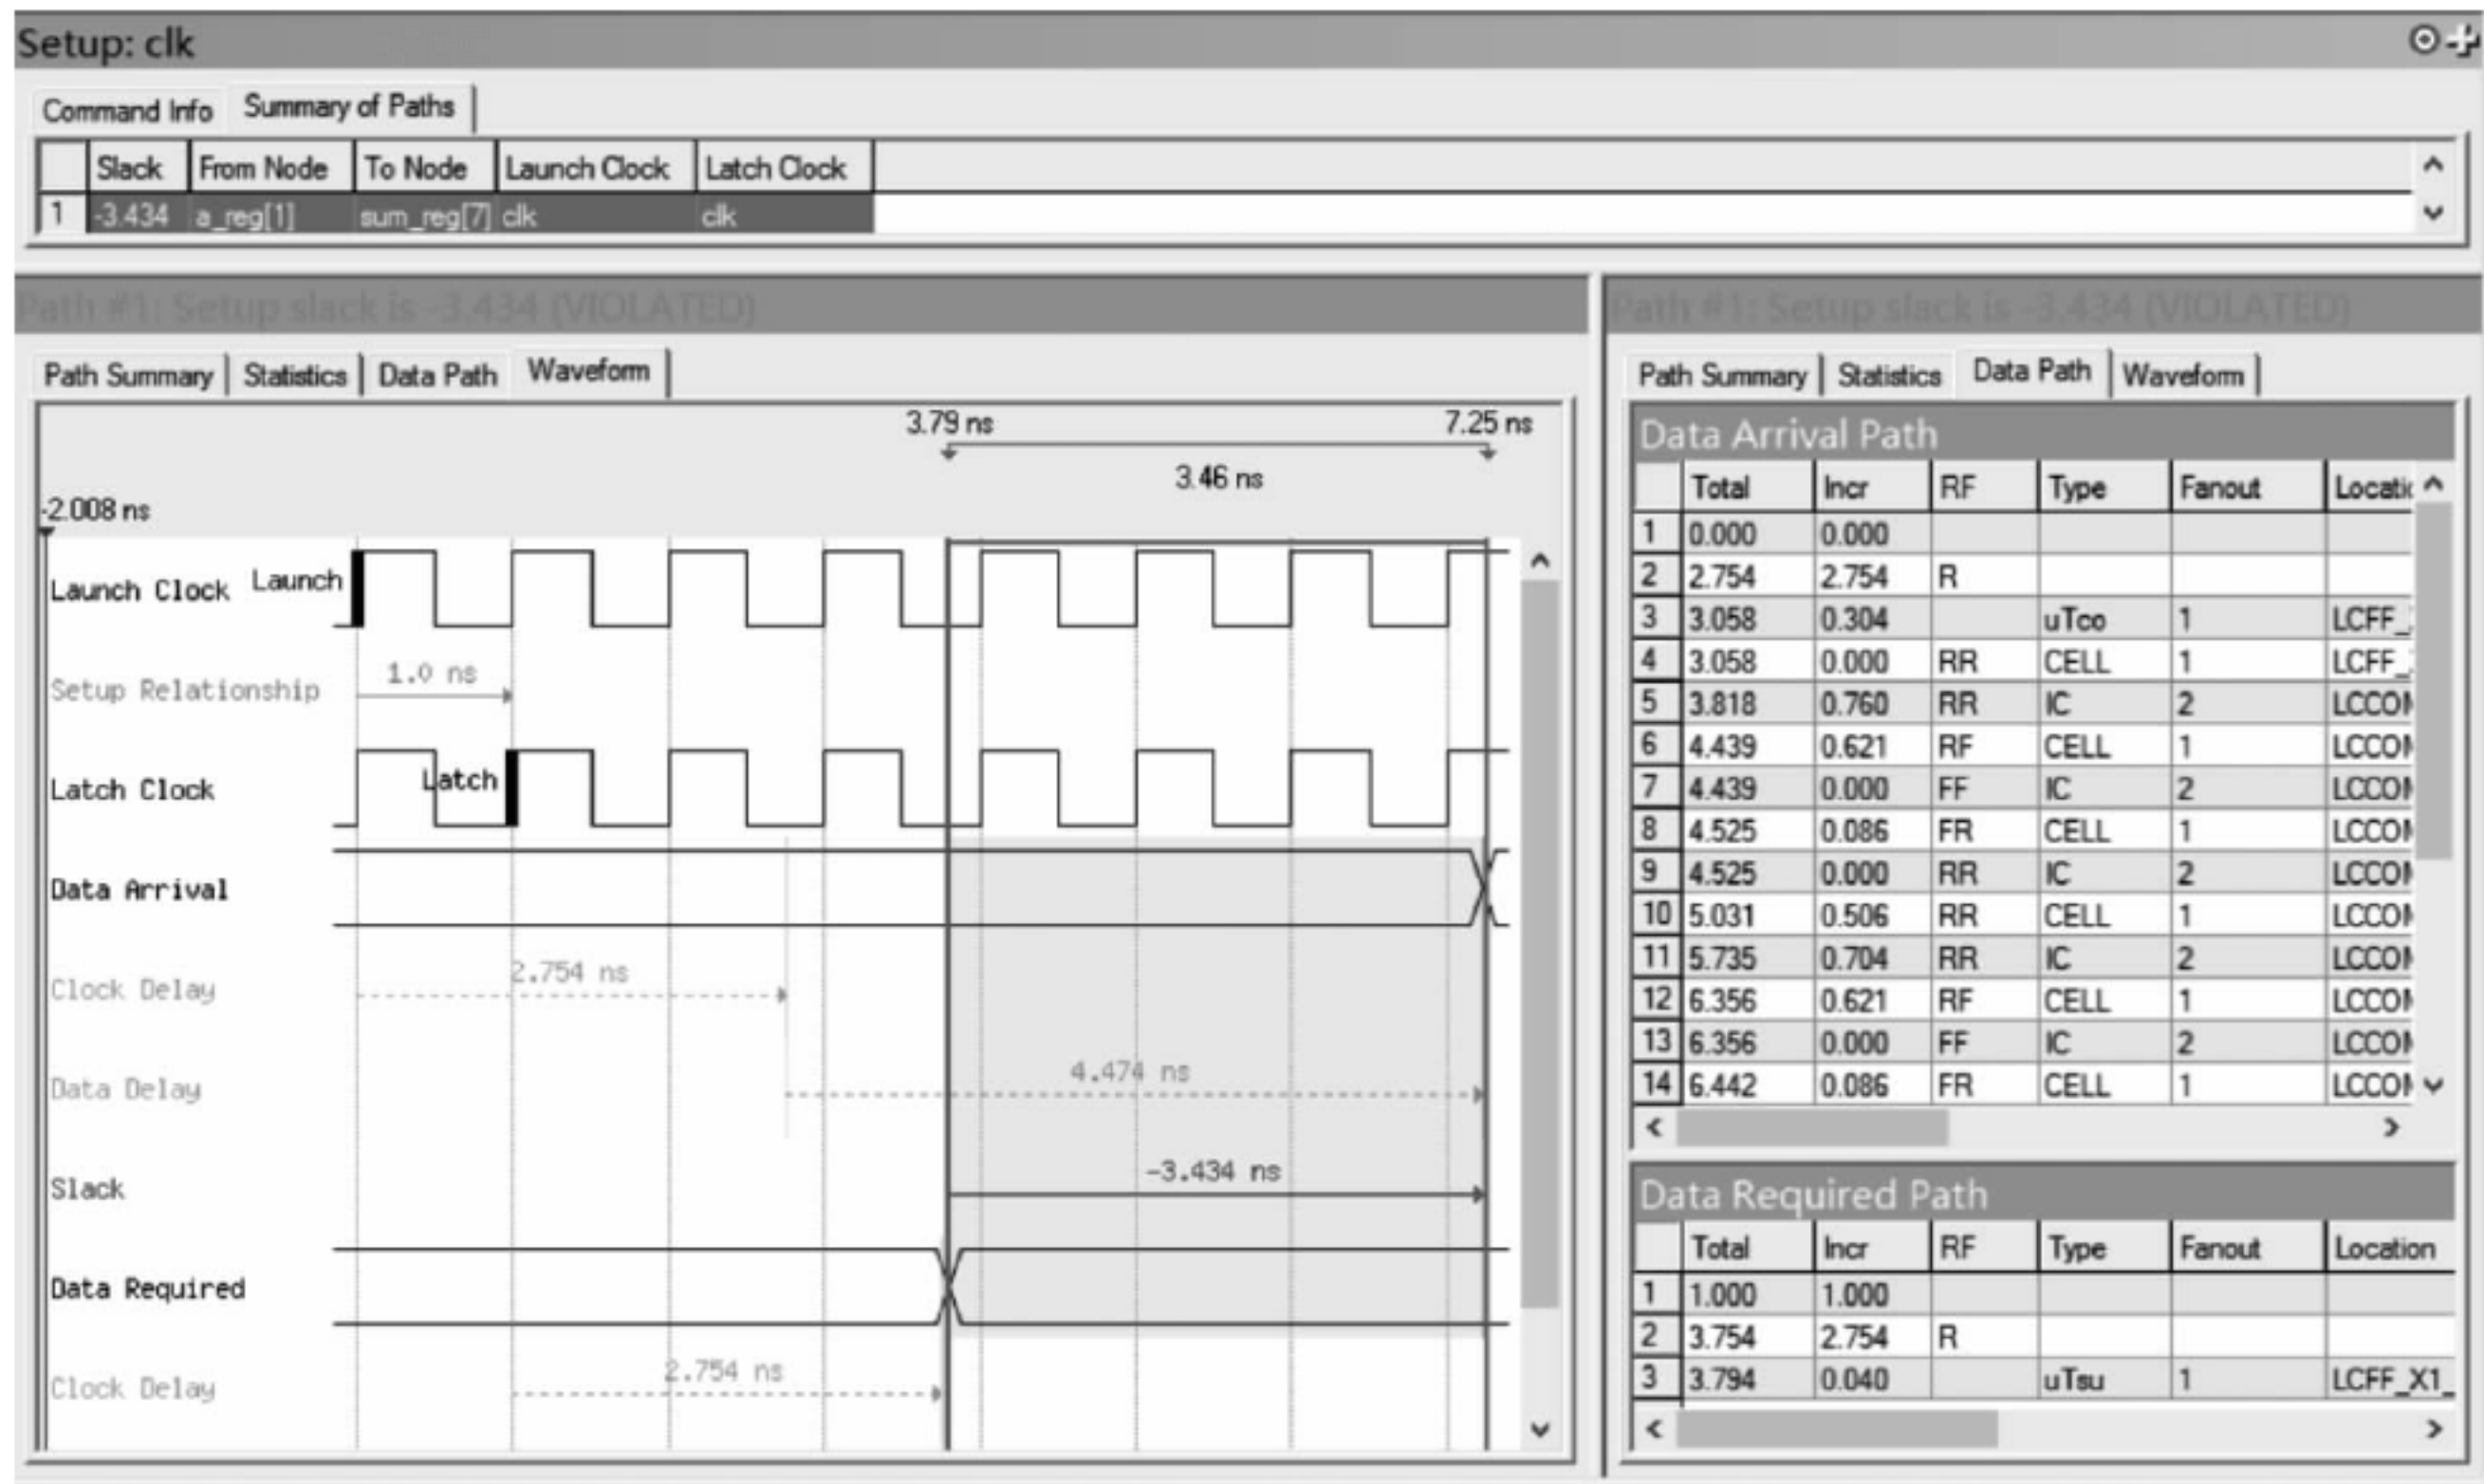 Setup: clk
Command Info Summary of Paths
Slack From Node To Node Launch Clock Latch Clock
1 -3.434 a_reg[1] sum_reg[7] clk clk
Path #1: Setup slack is -3.434 (VIOLATED)
Path Summary Statistics Data Path Waveform
3.79 ns 7.25 ns
3.46 ns
-2.008 ns
Launch Clock Launch
1.0 ns
Setup Relationship
Latch Clock Latch
Data Arrival
2.754 ns
Clock Delay
4.474 ns
Data Delay
-3.434 ns
Slack
Data Required
2.754 ns
Clock Delay
Path #1: Setup slack is -3.434 (VIOLATED)
Path Summary Statistics Data Path Waveform
Data Arrival Path
Total Incr RF Type Fanout Locatic
1 0.000 0.000
2 2.754 2.754 R
3 3.058 0.304 uTco 1 LCFF_
4 3.058 0.000 RR CELL 1 LCFF_
5 3.818 0.760 RR IC 2 LCCOM
6 4.439 0.621 RF CELL 1 LCCOM
7 4.439 0.000 FF IC 2 LCCOM
8 4.525 0.086 FR CELL 1 LCCOM
9 4.525 0.000 RR IC 2 LCCOM
10 5.031 0.506 RR CELL 1 LCCOM
11 5.735 0.704 RR IC 2 LCCOM
12 6.356 0.621 RF CELL 1 LCCOM
13 6.356 0.000 FF IC 2 LCCOM
14 6.442 0.086 FR CELL 1 LCCOM
Data Required Path
Total Incr RF Type Fanout Location
1 1.000 1.000
2 3.754 2.754 R
3 3.794 0.040 uTsu 1 LCFF_X1_